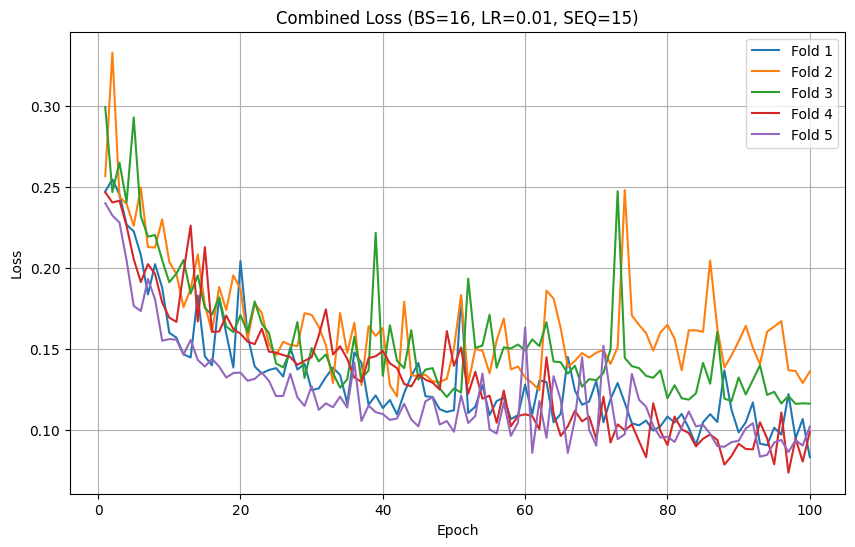 Combined Loss (BS=16, LR=0.01, SEQ=15)
Fold 1
Fold 2
Fold 3
Fold 4
Fold 5
Loss
0.30
0.25
0.20
0.15
0.10
0
20
40
60
80
100
Epoch